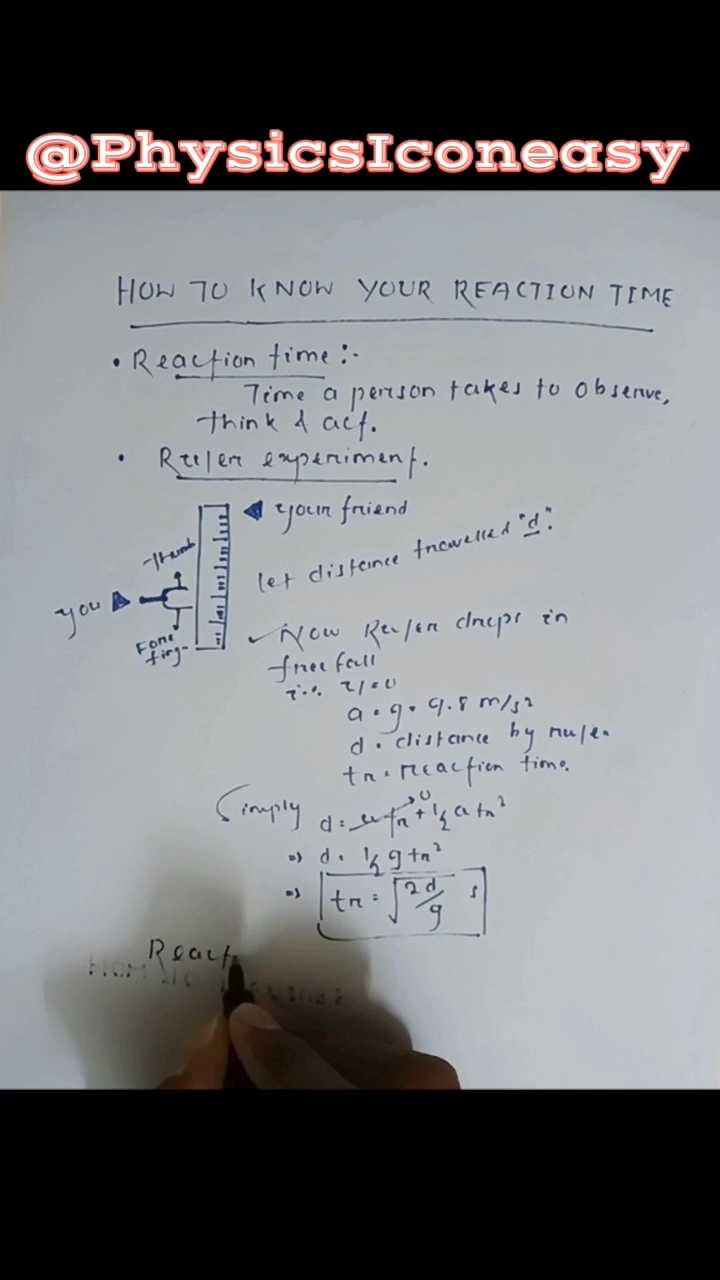 @PhysicsIconeasy
HOW TO KNOW YOUR REACTION TIME
• Reaction time :-
Time a person takes to observe,
think & act.
• Ruler experiment.
your friend
Thumb
let distance travelled "d".
you
Fore
fing-
✓ Now Ruler drops in
free fall
i.e. u = 0
a = g = 9.8 m/s²
d = distance by ruler
tr = reaction time.
Simply d = utr → 0 + 1/2 a tr²
⇒ d = 1/2 g tr²
⇒ tr = √2d/g s
React